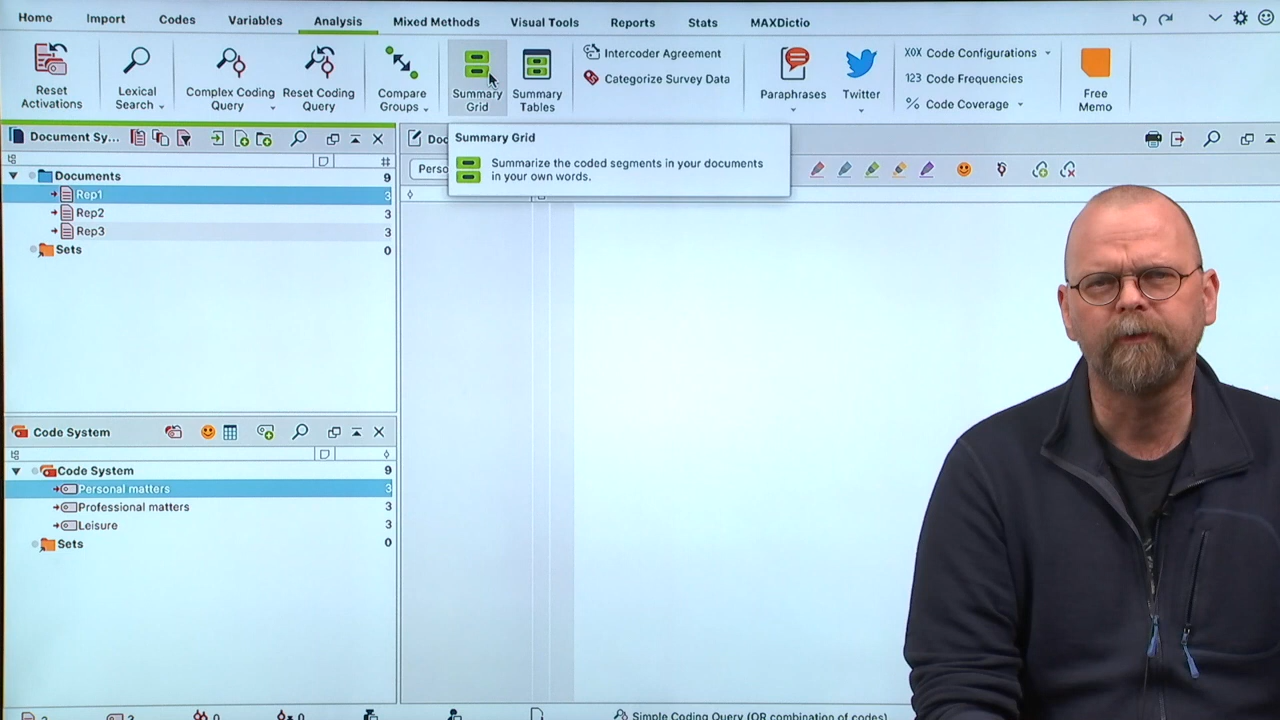 Home Import Codes Variables Analysis Mixed Methods Visual Tools Reports Stats MAXDictio
Reset Activations
Lexical Search
Complex Coding Query
Reset Coding Query
Compare Groups
Summary Grid
Summary Tables
Intercoder Agreement
Categorize Survey Data
Paraphrases
Twitter
X0X Code Configurations
123 Code Frequencies
% Code Coverage
Free Memo
Document Sy...
#
Documents 9
Rep1 3
Rep2 3
Rep3 3
Sets 0
Doc
Summary Grid
Summarize the coded segments in your documents
in your own words.
Perso
Code System
Code System 9
Personal matters 3
Professional matters 3
Leisure 3
Sets 0
Simple Coding Query (OR combination of codes)